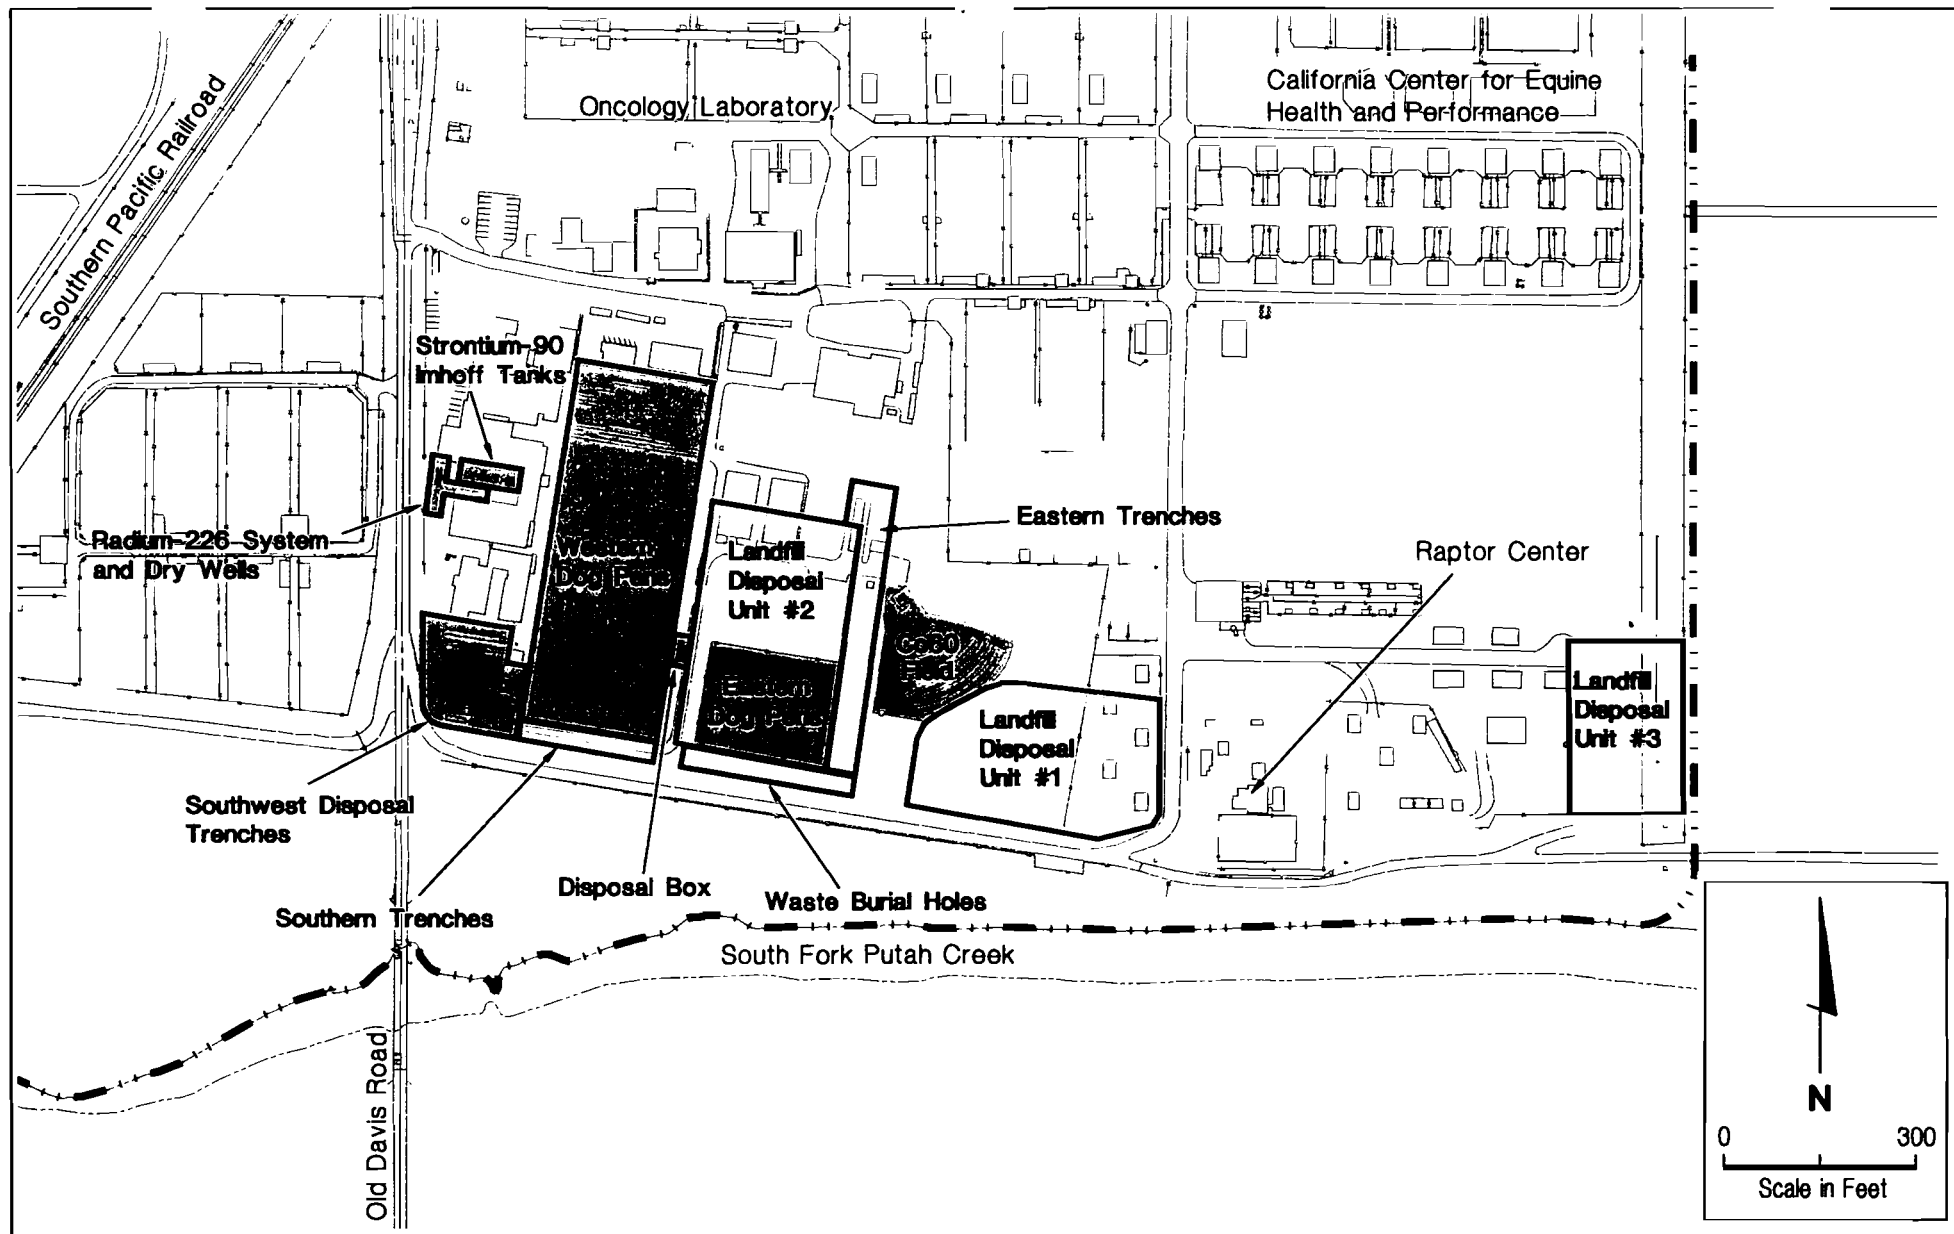 Oncology Laboratory
California Center for Equine
Health and Performance
Southern Pacific Railroad
Strontium-90
Imhoff Tanks
Radium-226 System
and Dry Wells
Western
Dog Pens
Landfill
Disposal
Unit #2
Eastern Trenches
Raptor Center
Co60
Field
Eastern
Dog Pens
Landfill
Disposal
Unit #1
Landfill
Disposal
Unit #3
Southwest Disposal
Trenches
Southern Trenches
Disposal Box
Waste Burial Holes
South Fork Putah Creek
Old Davis Road
N
0 300
Scale in Feet